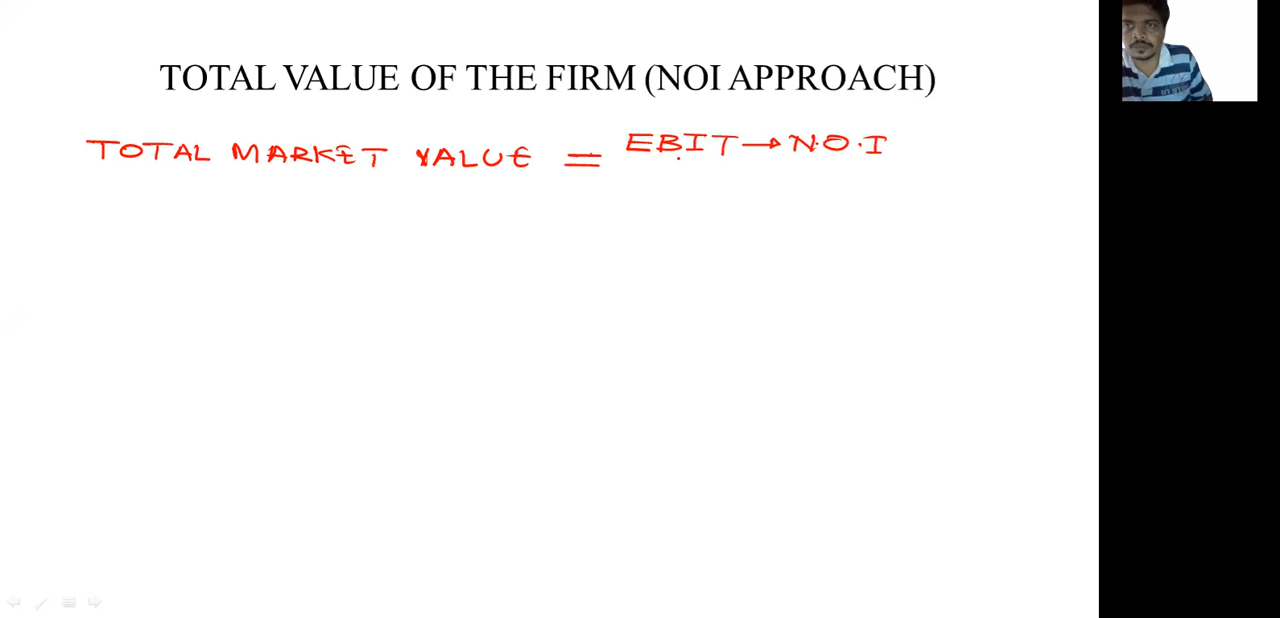 TOTAL VALUE OF THE FIRM (NOI APPROACH)
TOTAL MARKET VALUE = EBIT → N.O.I